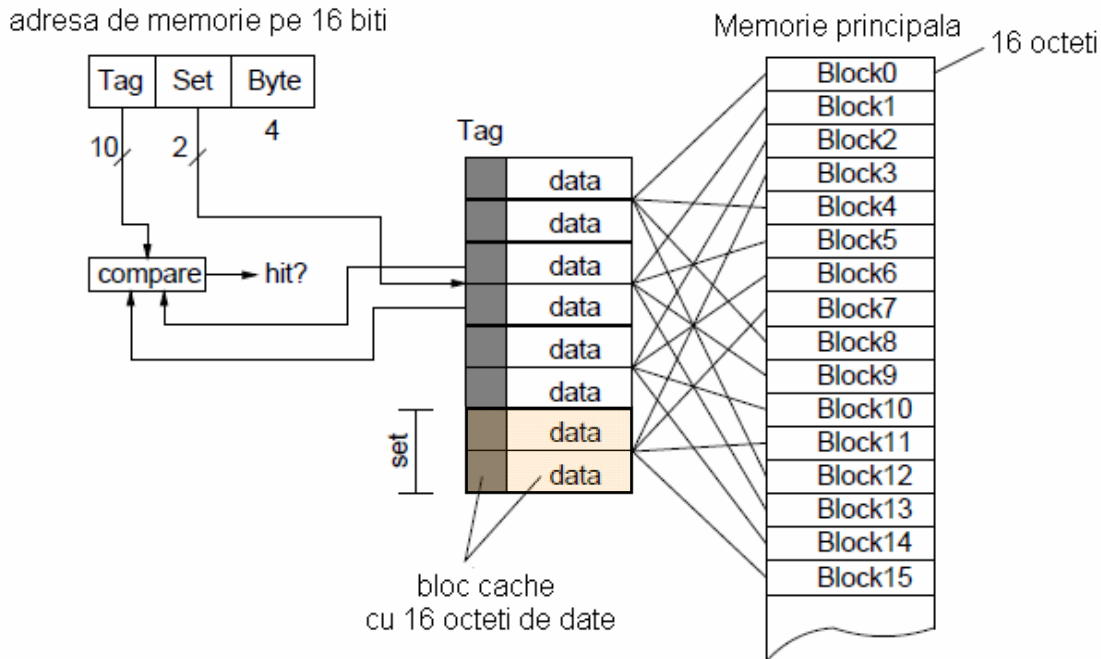 adresa de memorie pe 16 biti
Memorie principala
16 octeti
Tag
Set
Byte
10
2
4
Tag
compare
hit?
data
data
data
data
data
data
data
data
set
bloc cache
cu 16 octeti de date
Block0
Block1
Block2
Block3
Block4
Block5
Block6
Block7
Block8
Block9
Block10
Block11
Block12
Block13
Block14
Block15